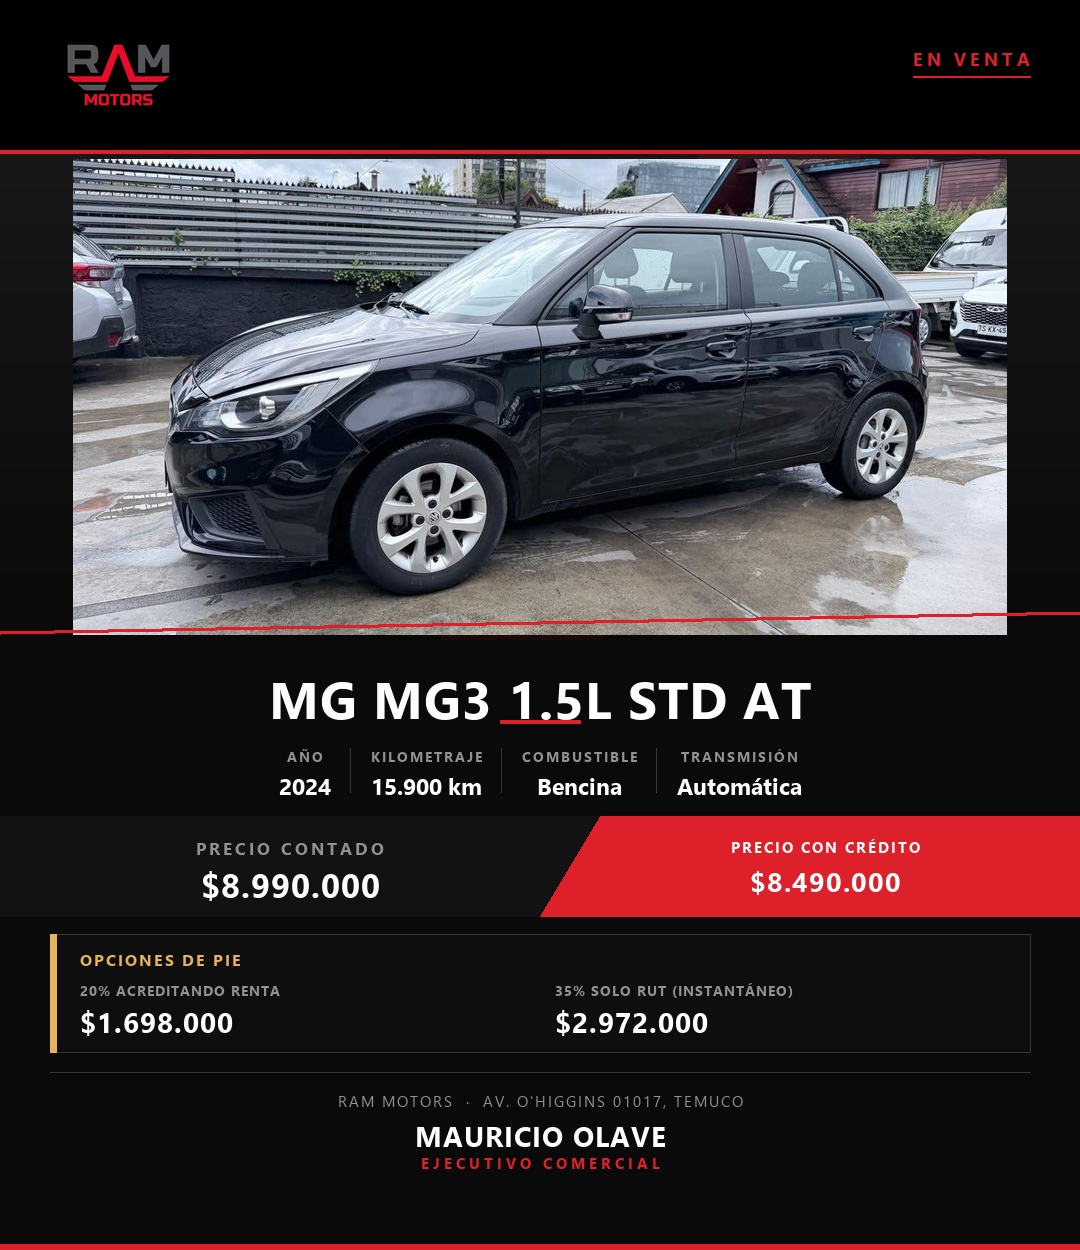 RAM
MOTORS
EN VENTA
MG MG3 1.5L STD AT
AÑO
2024
KILOMETRAJE
15.900 km
COMBUSTIBLE
Bencina
TRANSMISIÓN
Automática
PRECIO CONTADO
$8.990.000
PRECIO CON CRÉDITO
$8.490.000
OPCIONES DE PIE
20% ACREDITANDO RENTA
$1.698.000
35% SOLO RUT (INSTANTÁNEO)
$2.972.000
RAM MOTORS · AV. O'HIGGINS 01017, TEMUCO
MAURICIO OLAVE
EJECUTIVO COMERCIAL